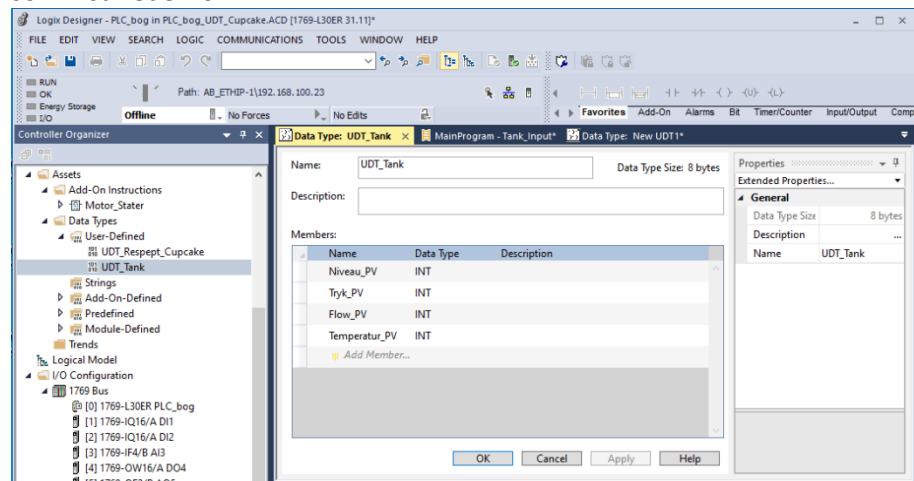 Logix Designer - PLC_bog in PLC_bog_UDT_Cupcake.ACD [1769-L30ER 31.11]*
FILE EDIT VIEW SEARCH LOGIC COMMUNICATIONS TOOLS WINDOW HELP
RUN
OK
Energy Storage
I/O
Path: AB_ETHIP-1\192.168.100.23
Offline
No Forces
No Edits
Favorites Add-On Alarms Bit Timer/Counter Input/Output
Controller Organizer
Data Type: UDT_Tank
MainProgram - Tank_Input*
Data Type: New UDT1*
Assets
Add-On Instructions
Motor_Stater
Data Types
User-Defined
UDT_Respept_Cupcake
UDT_Tank
Strings
Add-On-Defined
Predefined
Module-Defined
Trends
Logical Model
I/O Configuration
1769 Bus
[0] 1769-L30ER PLC_bog
[1] 1769-IQ16/A DI1
[2] 1769-IQ16/A DI2
[3] 1769-IF4/B AI3
[4] 1769-OW16/A DO4
Name: UDT_Tank Data Type Size: 8 bytes
Description:
Members:
Name Data Type Description
Niveau_PV INT
Tryk_PV INT
Flow_PV INT
Temperatur_PV INT
Add Member...
OK Cancel Apply Help
Properties
Extended Properties...
General
Data Type Size 8 bytes
Description ...
Name UDT_Tank